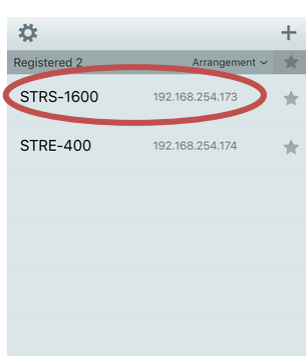 Registered 2 Arrangement
STRS-1600 192.168.254.173
STRE-400 192.168.254.174